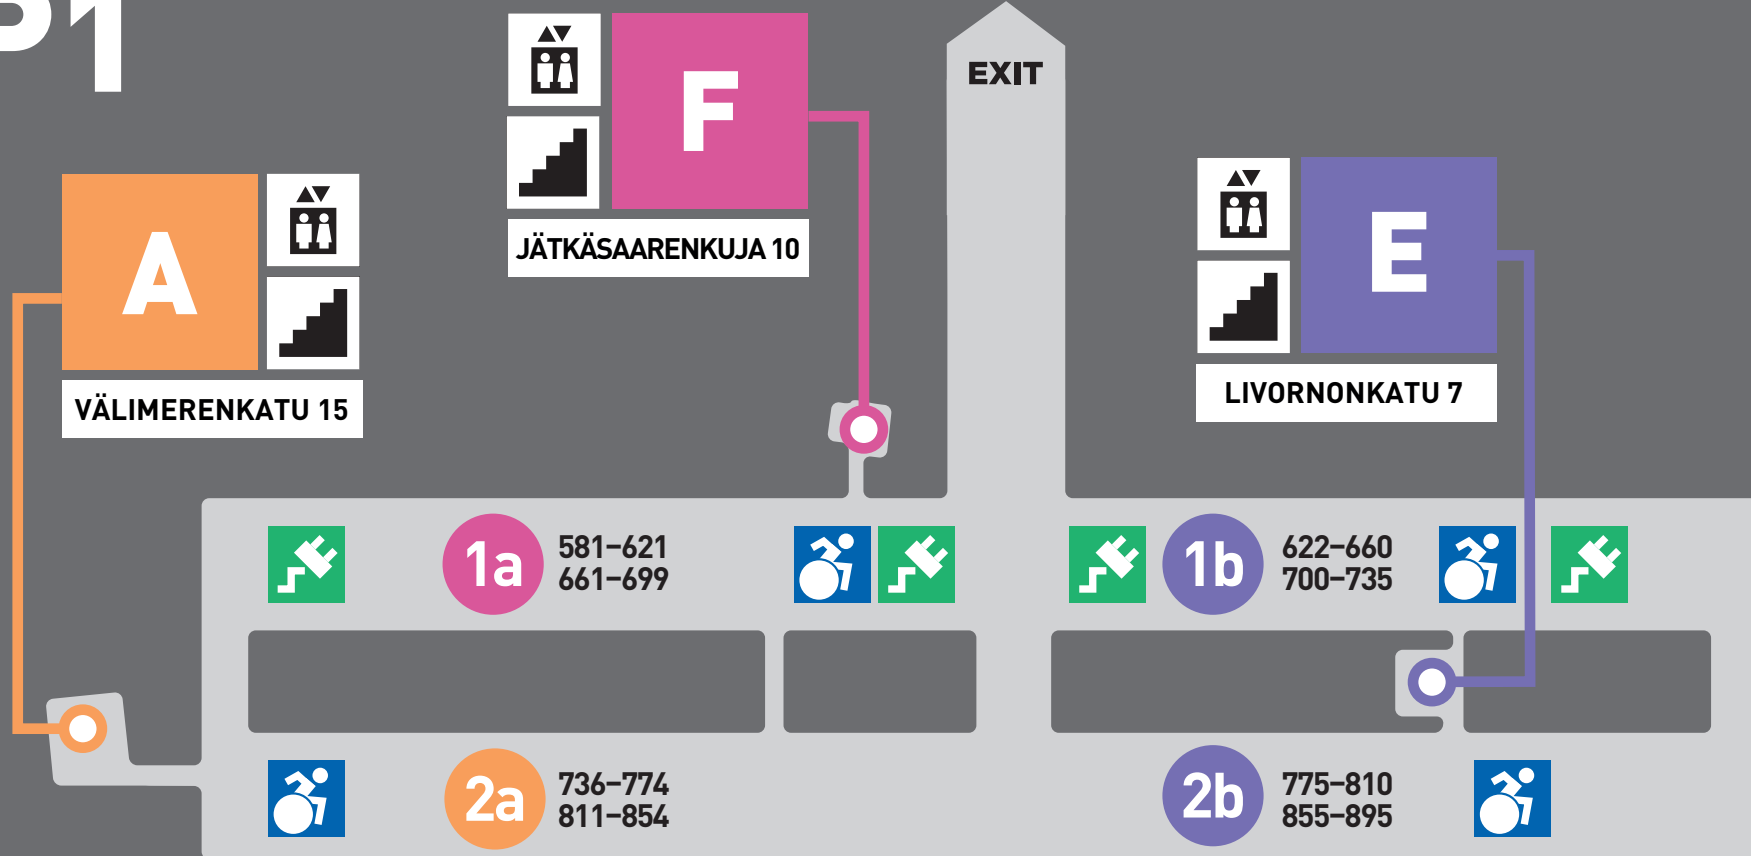 P1
F
EXIT
JÄTKÄSAARENKUJA 10
A
VÄLIMERENKATU 15
E
LIVORNONKATU 7
1a
581–621
661–699
1b
622–660
700–735
2a
736–774
811–854
2b
775–810
855–895